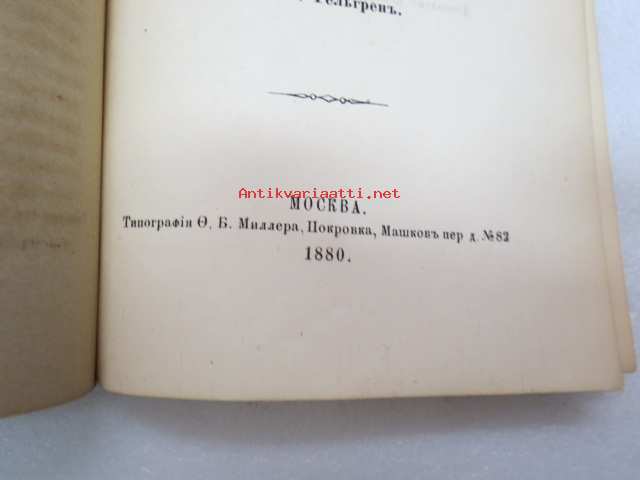 Гельгренъ.
Antikvariaatti.net
МОСКВА.
Типографія Ѳ. Б. Миллера, Покровка, Машковъ пер д. №82
1880.